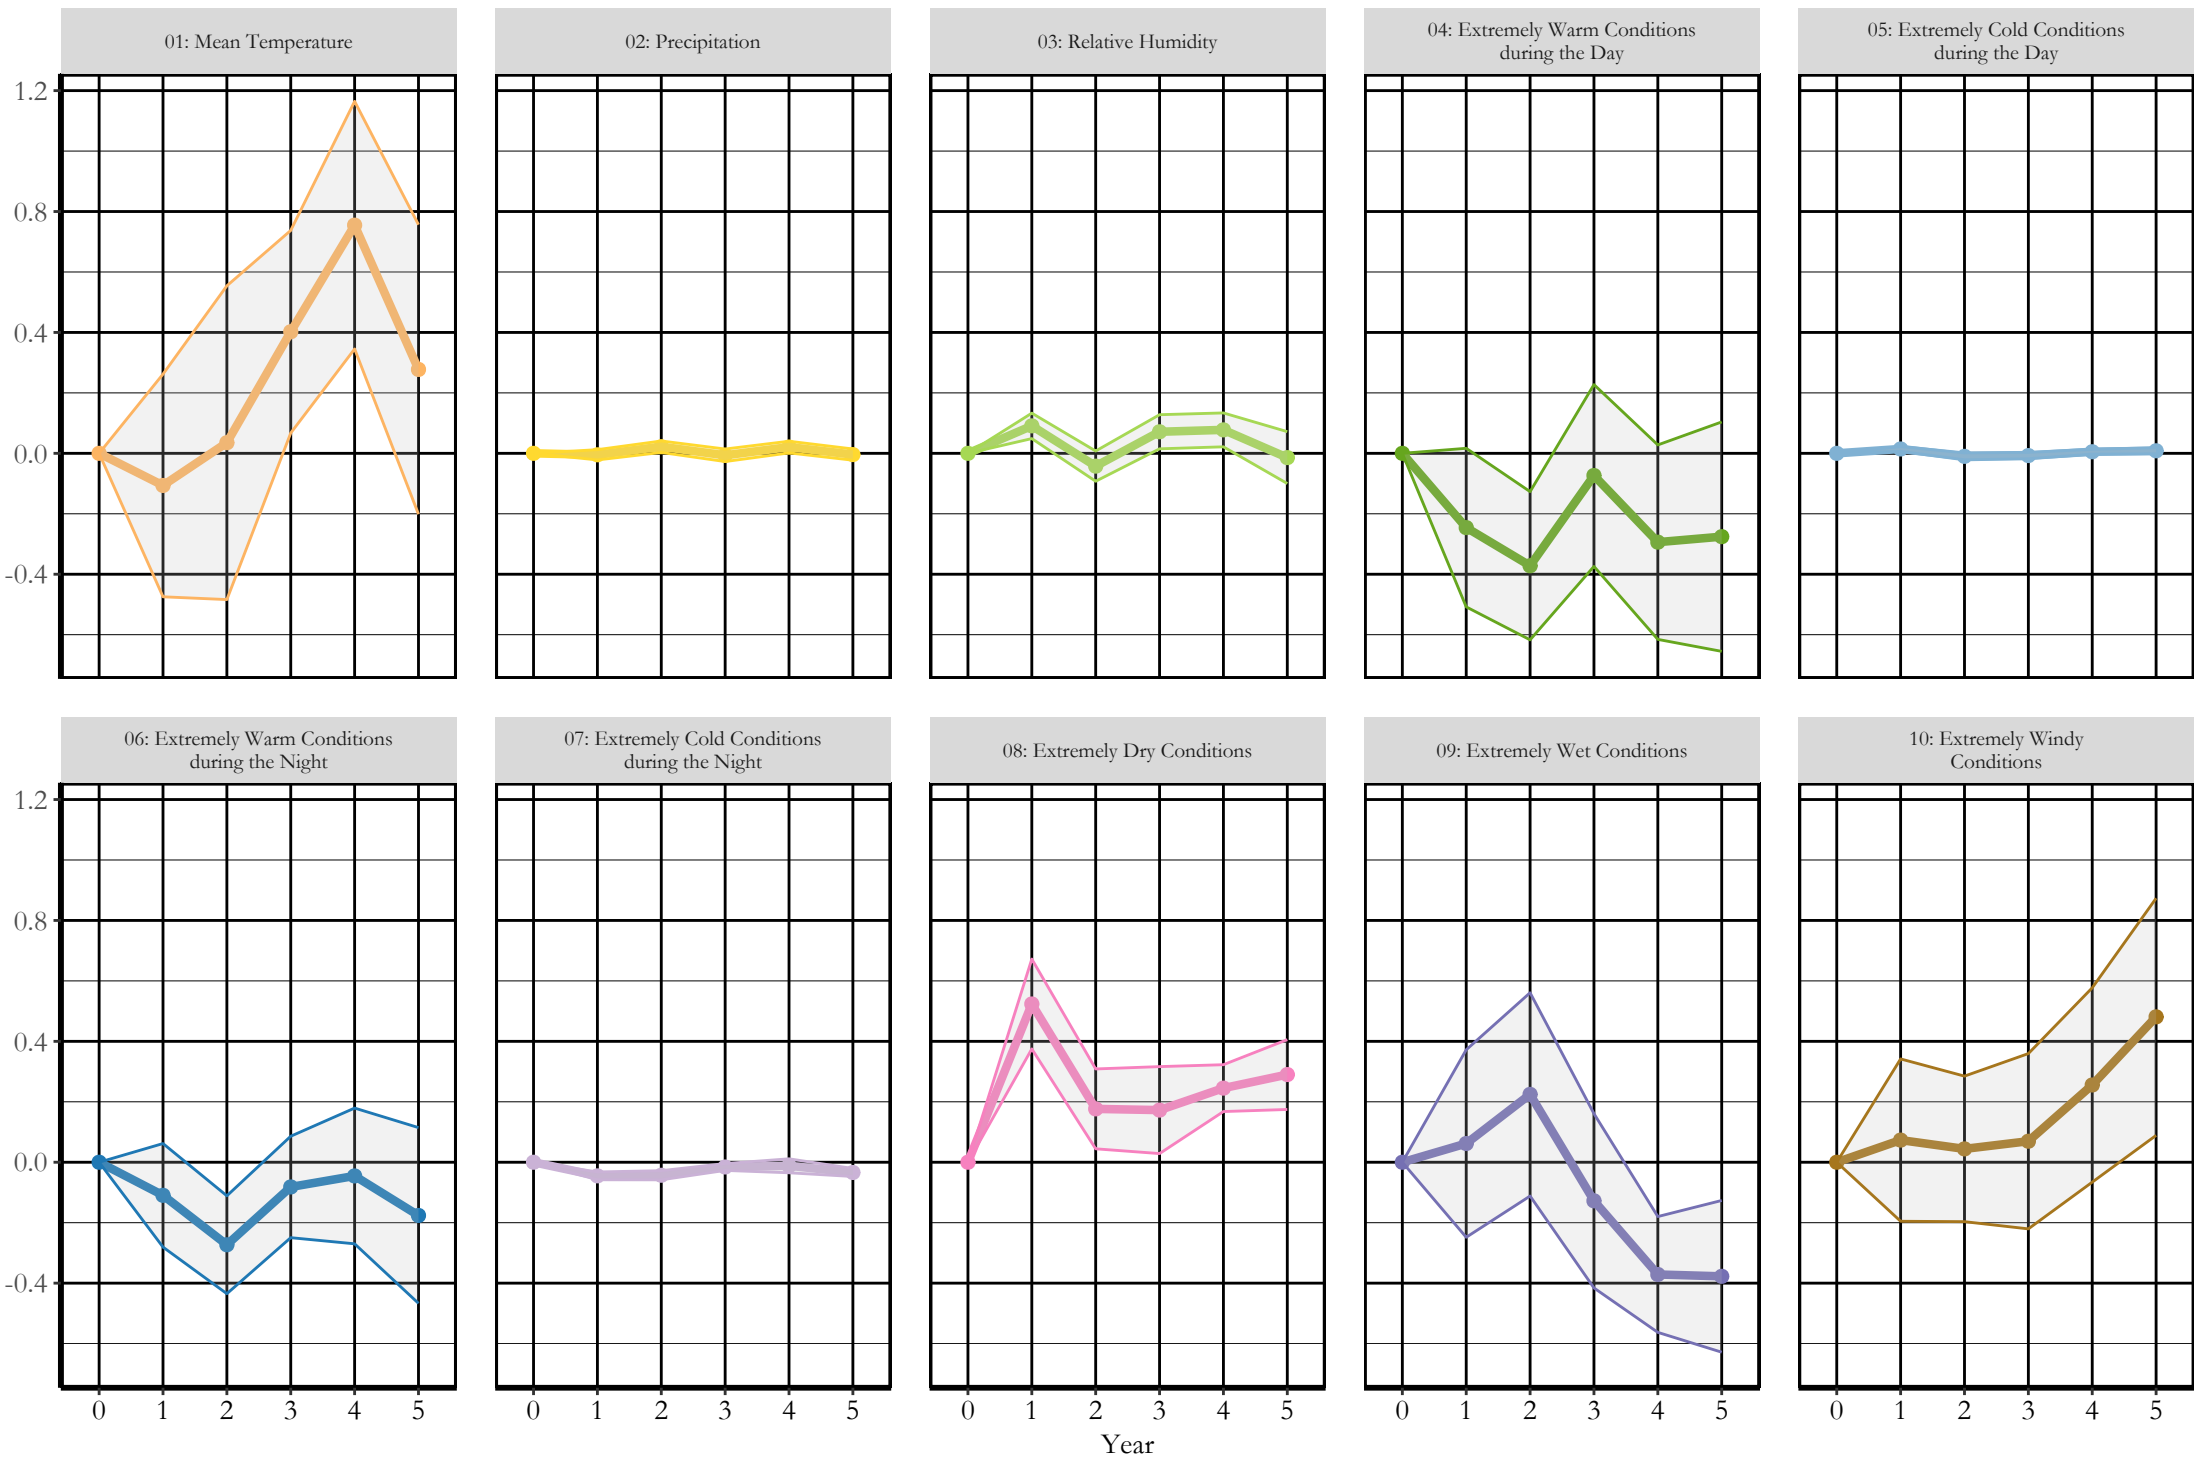 01: Mean Temperature
02: Precipitation
03: Relative Humidity
04: Extremely Warm Conditions
during the Day
05: Extremely Cold Conditions
during the Day
1.2
0.8
0.4
0.0
-0.4
06: Extremely Warm Conditions
during the Night
07: Extremely Cold Conditions
during the Night
08: Extremely Dry Conditions
09: Extremely Wet Conditions
10: Extremely Windy
Conditions
1.2
0.8
0.4
0.0
-0.4
0 1 2 3 4 5
0 1 2 3 4 5
0 1 2 3 4 5
0 1 2 3 4 5
0 1 2 3 4 5
Year